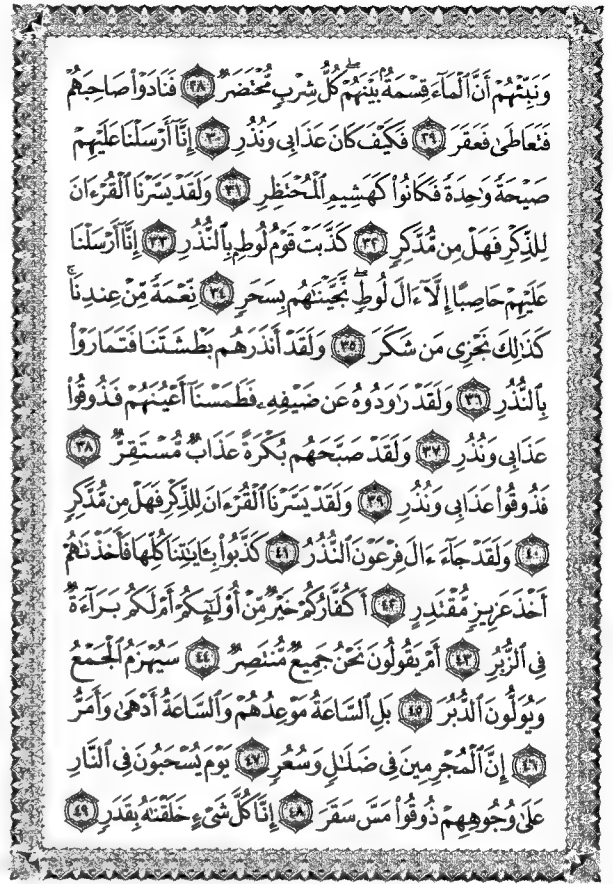 وَنَبِّئْهُمْ أَنَّ ٱلْمَآءَ قِسْمَةٌۢ بَيْنَهُمْ ۖ كُلُّ شِرْبٍ مُّحْتَضَرٌ ٢٨ فَنَادَوْا۟ صَاحِبَهُمْ
فَتَعَاطَىٰ فَعَقَرَ ٢٩ فَكَيْفَ كَانَ عَذَابِى وَنُذُرِ ٣٠ إِنَّآ أَرْسَلْنَا عَلَيْهِمْ
صَيْحَةً وَٰحِدَةً فَكَانُوا۟ كَهَشِيمِ ٱلْمُحْتَظِرِ ٣١ وَلَقَدْ يَسَّرْنَا ٱلْقُرْءَانَ
لِلذِّكْرِ فَهَلْ مِن مُّدَّكِرٍ ٣٢ كَذَّبَتْ قَوْمُ لُوطٍۭ بِٱلنُّذُرِ ٣٣ إِنَّآ أَرْسَلْنَا
عَلَيْهِمْ حَاصِبًا إِلَّآ ءَالَ لُوطٍ ۖ نَّجَّيْنَـٰهُم بِسَحَرٍ ٣٤ نِّعْمَةً مِّنْ عِندِنَا ۚ
كَذَٰلِكَ نَجْزِى مَن شَكَرَ ٣٥ وَلَقَدْ أَنذَرَهُم بَطْشَتَنَا فَتَمَارَوْا۟
بِٱلنُّذُرِ ٣٦ وَلَقَدْ رَٰوَدُوهُ عَن ضَيْفِهِۦ فَطَمَسْنَآ أَعْيُنَهُمْ فَذُوقُوا۟
عَذَابِى وَنُذُرِ ٣٧ وَلَقَدْ صَبَّحَهُم بُكْرَةً عَذَابٌ مُّسْتَقِرٌّ ٣٨
فَذُوقُوا۟ عَذَابِى وَنُذُرِ ٣٩ وَلَقَدْ يَسَّرْنَا ٱلْقُرْءَانَ لِلذِّكْرِ فَهَلْ مِن مُّدَّكِرٍ
٤٠ وَلَقَدْ جَآءَ ءَالَ فِرْعَوْنَ ٱلنُّذُرُ ٤١ كَذَّبُوا۟ بِـَٔايَـٰتِنَا كُلِّهَا فَأَخَذْنَـٰهُمْ
أَخْذَ عَزِيزٍ مُّقْتَدِرٍ ٤٢ أَكُفَّارُكُمْ خَيْرٌ مِّنْ أُو۟لَـٰٓئِكُمْ أَمْ لَكُم بَرَآءَةٌ
فِى ٱلزُّبُرِ ٤٣ أَمْ يَقُولُونَ نَحْنُ جَمِيعٌ مُّنتَصِرٌ ٤٤ سَيُهْزَمُ ٱلْجَمْعُ
وَيُوَلُّونَ ٱلدُّبُرَ ٤٥ بَلِ ٱلسَّاعَةُ مَوْعِدُهُمْ وَٱلسَّاعَةُ أَدْهَىٰ وَأَمَرُّ
٤٦ إِنَّ ٱلْمُجْرِمِينَ فِى ضَلَـٰلٍ وَسُعُرٍ ٤٧ يَوْمَ يُسْحَبُونَ فِى ٱلنَّارِ
عَلَىٰ وُجُوهِهِمْ ذُوقُوا۟ مَسَّ سَقَرَ ٤٨ إِنَّا كُلَّ شَىْءٍ خَلَقْنَـٰهُ بِقَدَرٍ ٤٩